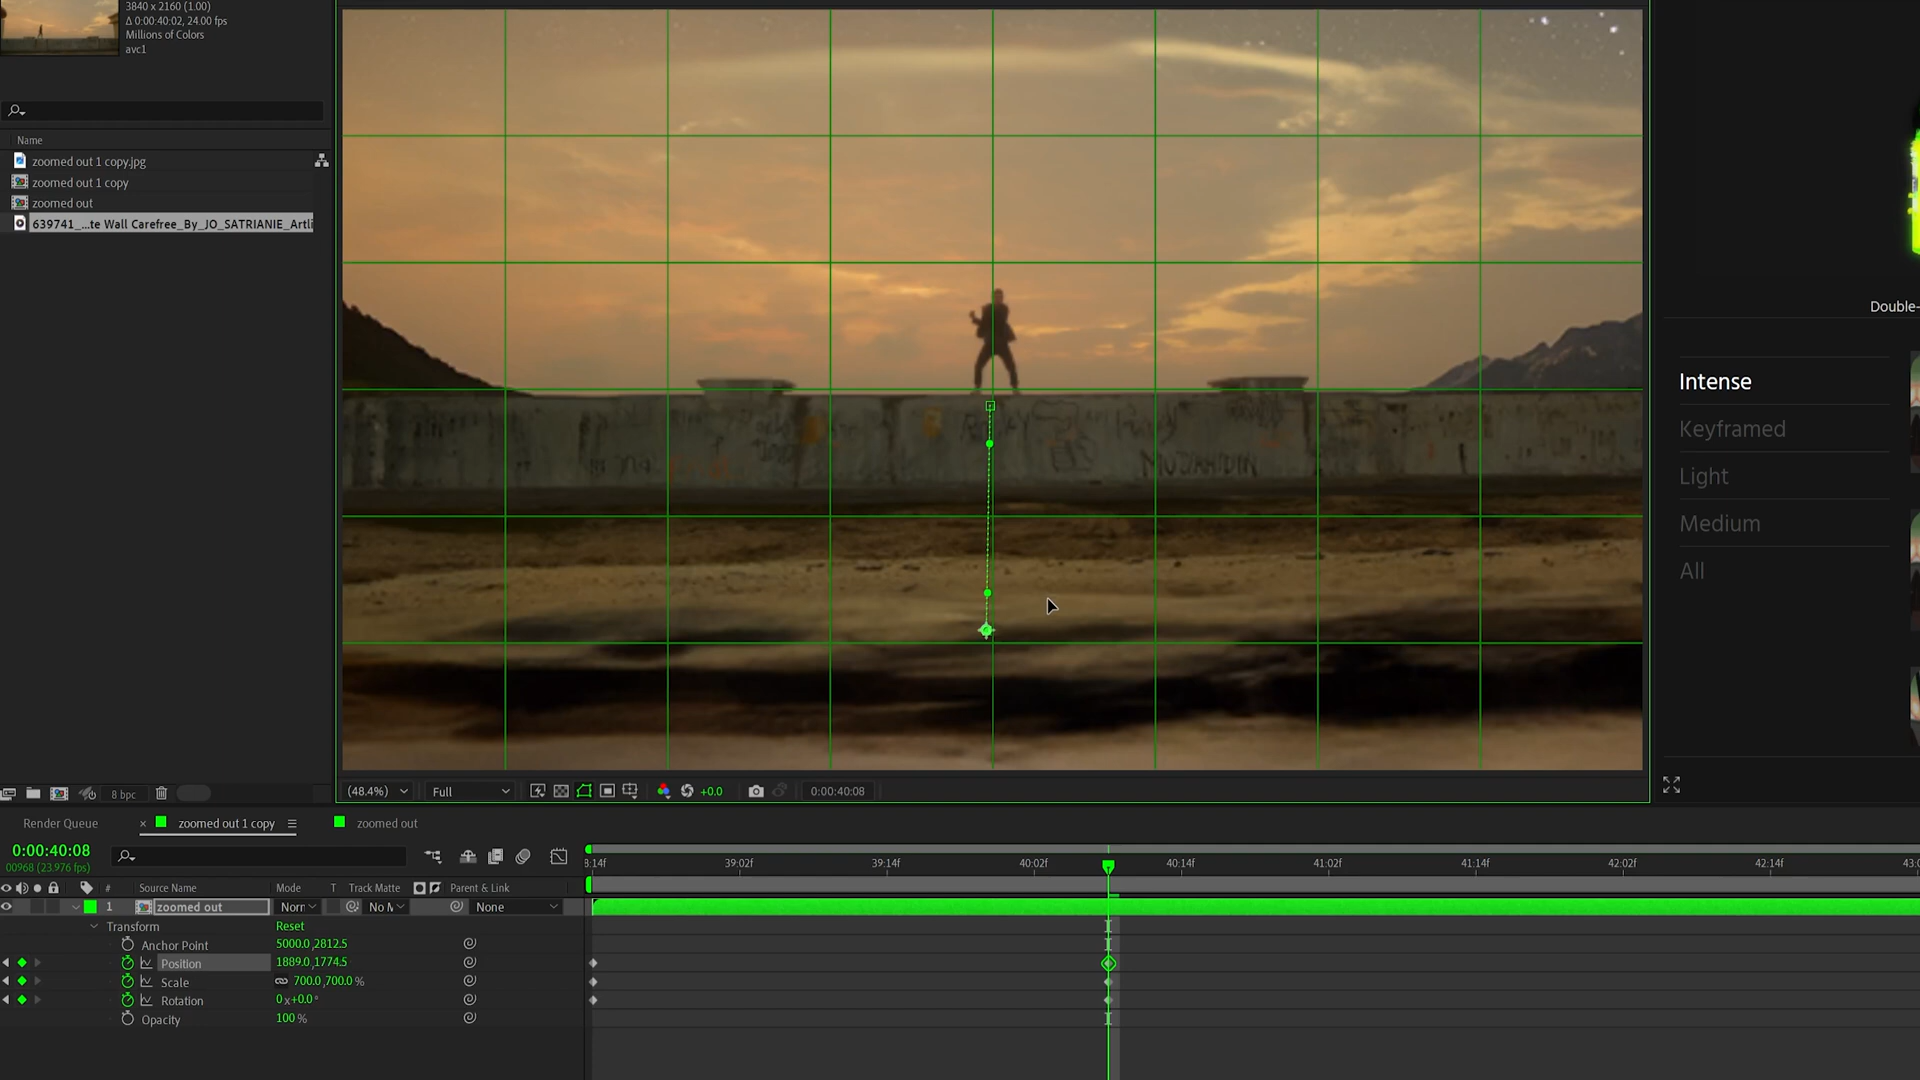 3840 x 2160 (1.00)
Δ 0:00:40:02, 24.00 fps)
Millions of Colors
avc1
Name
zoomed out 1 copy.jpg
zoomed out 1 copy
zoomed out
639741_...te Wall Carefree_By_JO_SATRIANIE_Artli
8 bpc
MUJAHIDIN
(48.4%)
Full
+0.0
0:00:40:08
Double-
Intense
Keyframed
Light
Medium
All
Render Queue
× zoomed out 1 copy
zoomed out
0:00:40:08
00968 (23.976 fps)
8:14f 39:02f 39:14f 40:02f 40:14f 41:02f 41:14f 42:02f 42:14f 43:0
# Source Name Mode T Track Matte Parent & Link
1 zoomed out Norr No M None
Transform Reset
Anchor Point 5000.0,2812.5
Position 1889.0,1774.5
Scale 700.0,700.0 %
Rotation 0 x+0.0 °
Opacity 100 %